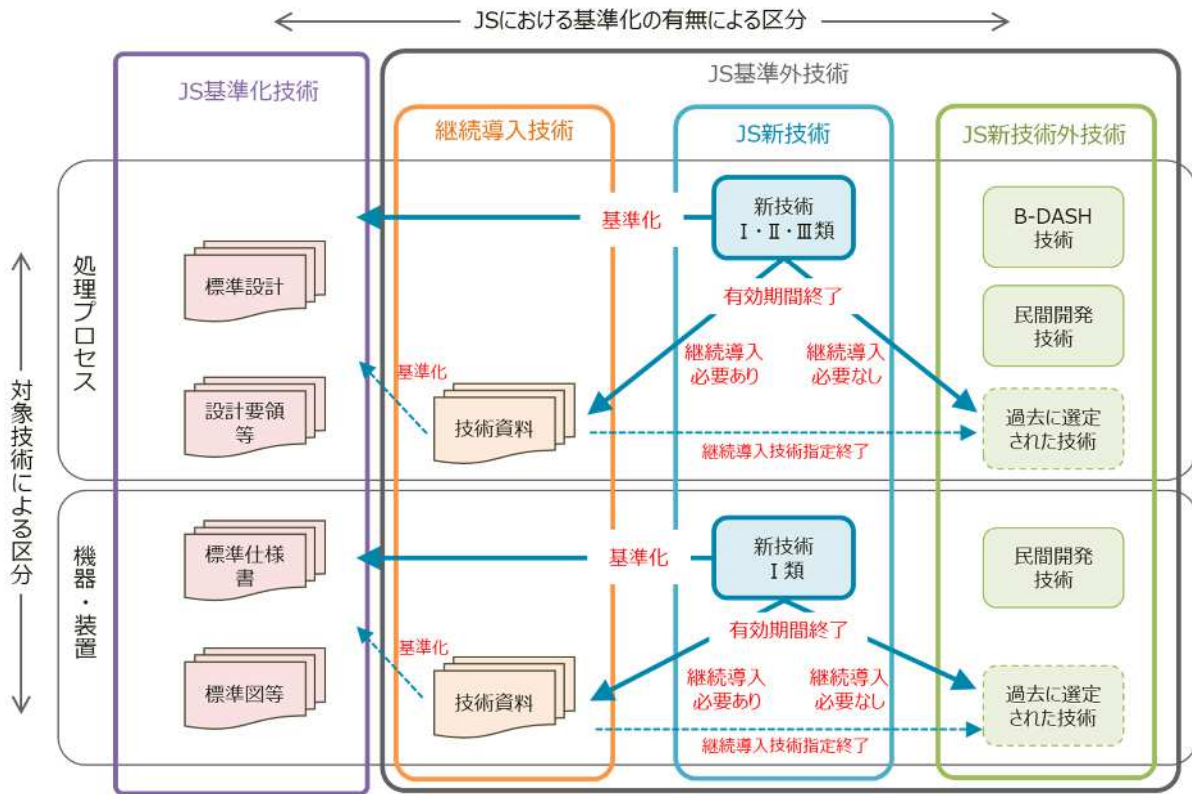 JSにおける基準化の有無による区分
JS基準化技術
JS基準外技術
継続導入技術
JS新技術
JS新技術外技術
対象技術による区分
処理プロセス
標準設計
設計要領
等
基準化
技術資料
基準化
新技術
Ⅰ・Ⅱ・Ⅲ類
有効期間終了
継続導入
必要あり
継続導入
必要なし
継続導入技術指定終了
B-DASH
技術
民間開発
技術
過去に選定
された技術
機器・装置
標準仕様
書
標準図等
基準化
技術資料
基準化
新技術
Ⅰ類
有効期間終了
継続導入
必要あり
継続導入
必要なし
継続導入技術指定終了
民間開発
技術
過去に選定
された技術